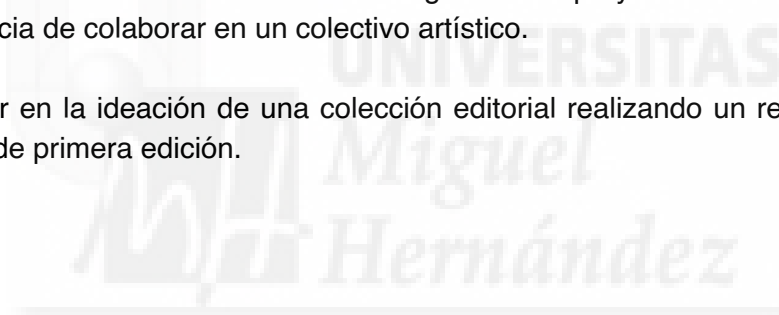 cia de colaborar en un colectivo artístico.
r en la ideación de una colección editorial realizando un re
de primera edición.
UNIVERSITAS
Miguel
Hernández